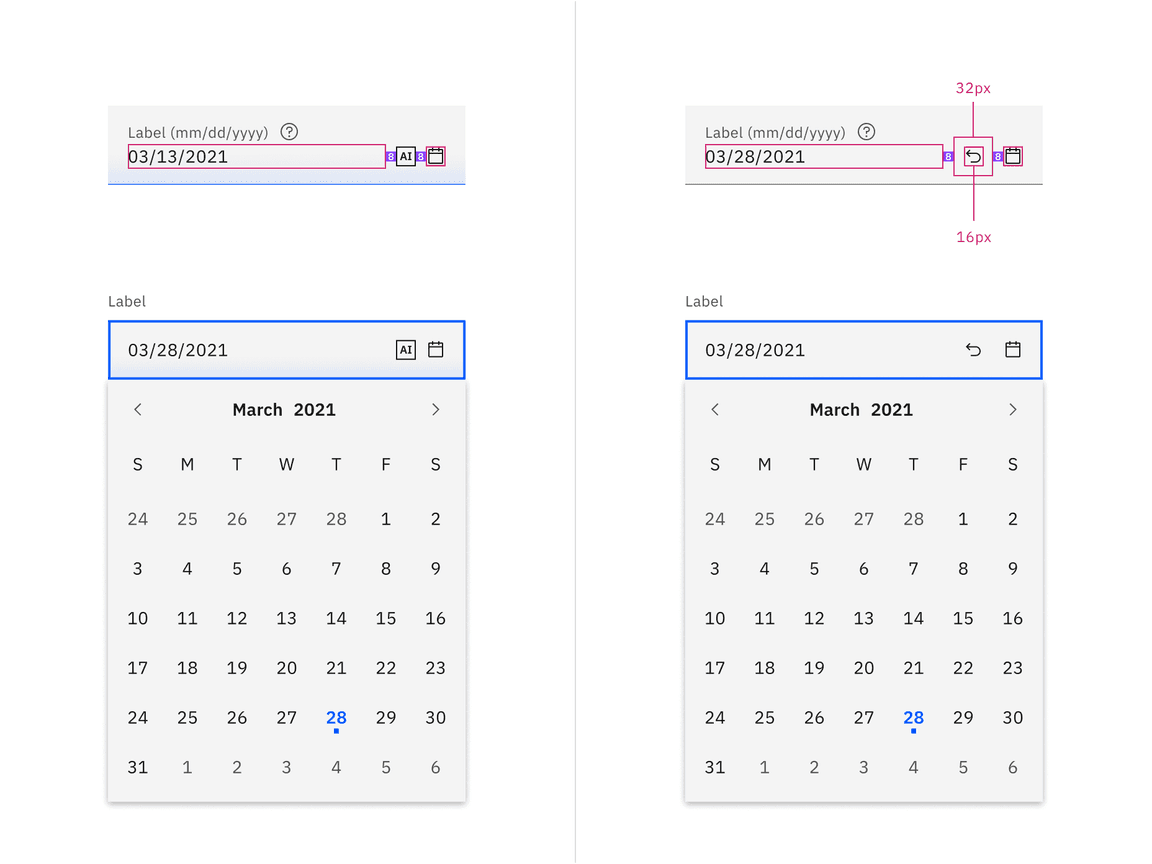 Label (mm/dd/yyyy) ?
03/13/2021 8 AI 8
Label
03/28/2021 AI
March 2021
S M T W T F S
24 25 26 27 28 1 2
3 4 5 6 7 8 9
10 11 12 13 14 15 16
17 18 19 20 21 22 23
24 25 26 27 28 29 30
31 1 2 3 4 5 6
32px
Label (mm/dd/yyyy) ?
03/28/2021 8 8
16px
Label
03/28/2021
March 2021
S M T W T F S
24 25 26 27 28 1 2
3 4 5 6 7 8 9
10 11 12 13 14 15 16
17 18 19 20 21 22 23
24 25 26 27 28 29 30
31 1 2 3 4 5 6